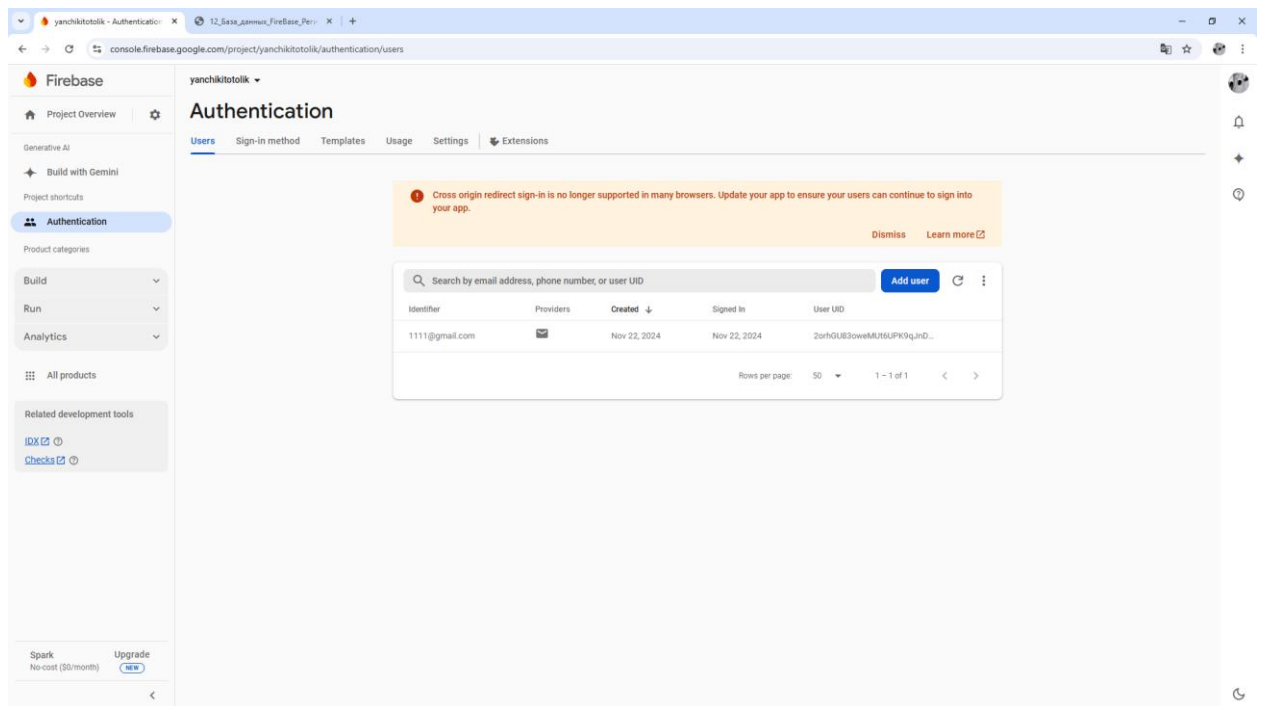 yanchikitotolik - Authentication
12_База_данных_FireBase_Реги
console.firebase.google.com/project/yanchikitotolik/authentication/users
Firebase
yanchikitotolik
Project Overview
Authentication
Users Sign-in method Templates Usage Settings Extensions
Generative AI
Build with Gemini
Project shortcuts
Authentication
Product categories
Build
Run
Analytics
All products
Related development tools
IDX
Checks
Cross origin redirect sign-in is no longer supported in many browsers. Update your app to ensure your users can continue to sign into
your app.
Dismiss Learn more
Search by email address, phone number, or user UID Add user
Identifier Providers Created Signed In User UID
1111@gmail.com Nov 22, 2024 Nov 22, 2024
Rows per page: 50 1 – 1 of 1
Spark Upgrade
No-cost ($0/month) NEW